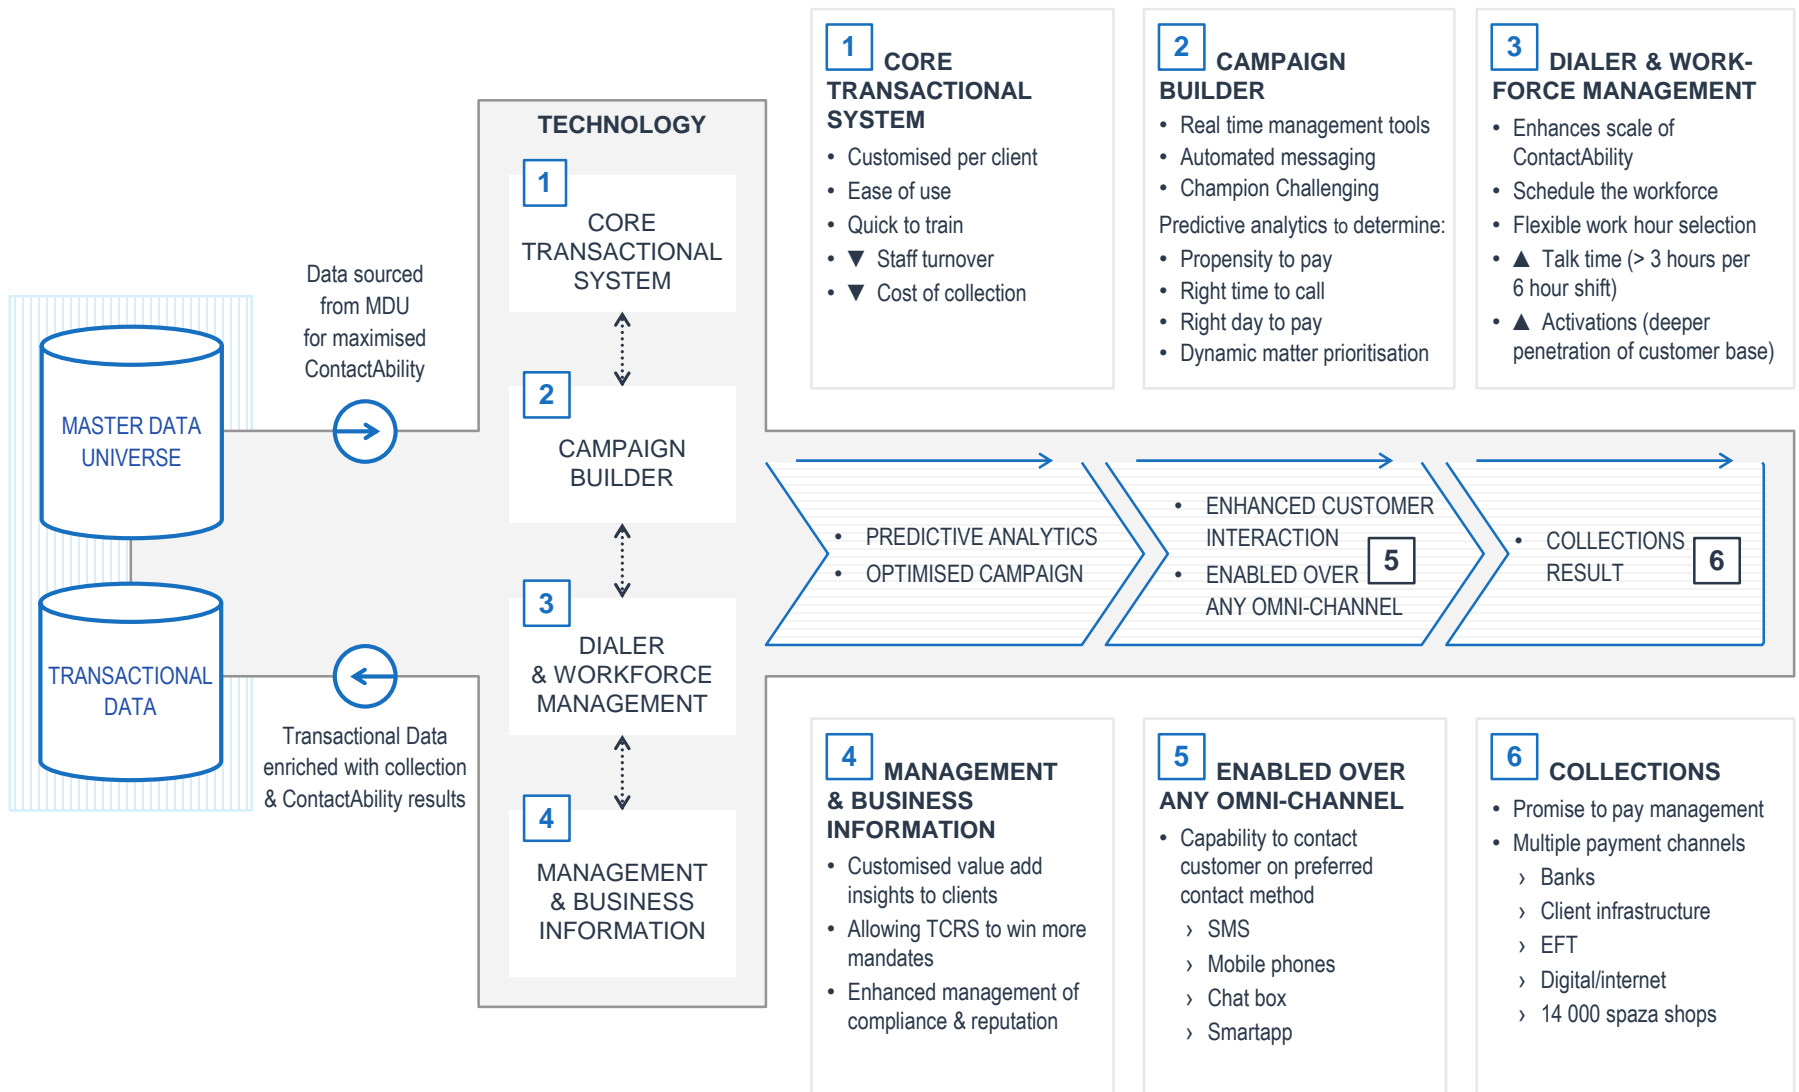 MASTER DATA
UNIVERSE
TRANSACTIONAL
DATA
Data sourced
from MDU
for maximised
ContactAbility
Transactional Data
enriched with collection
& ContactAbility results
TECHNOLOGY
1
CORE
TRANSACTIONAL
SYSTEM
2
CAMPAIGN
BUILDER
3
DIALER
& WORKFORCE
MANAGEMENT
4
MANAGEMENT
& BUSINESS
INFORMATION
• PREDICTIVE ANALYTICS
• OPTIMISED CAMPAIGN
• ENHANCED CUSTOMER
INTERACTION
• ENABLED OVER
ANY OMNI-CHANNEL
5
• COLLECTIONS
RESULT
6
1 CORE
TRANSACTIONAL
SYSTEM
• Customised per client
• Ease of use
• Quick to train
• ▼ Staff turnover
• ▼ Cost of collection
2 CAMPAIGN
BUILDER
• Real time management tools
• Automated messaging
• Champion Challenging
Predictive analytics to determine:
• Propensity to pay
• Right time to call
• Right day to pay
• Dynamic matter prioritisation
3 DIALER & WORK-
FORCE MANAGEMENT
• Enhances scale of
ContactAbility
• Schedule the workforce
• Flexible work hour selection
• ▲ Talk time (> 3 hours per
6 hour shift)
• ▲ Activations (deeper
penetration of customer base)
4 MANAGEMENT
& BUSINESS
INFORMATION
• Customised value add
insights to clients
• Allowing TCRS to win more
mandates
• Enhanced management of
compliance & reputation
5 ENABLED OVER
ANY OMNI-CHANNEL
• Capability to contact
customer on preferred
contact method
› SMS
› Mobile phones
› Chat box
› Smartapp
6 COLLECTIONS
• Promise to pay management
• Multiple payment channels
› Banks
› Client infrastructure
› EFT
› Digital/internet
› 14 000 spaza shops